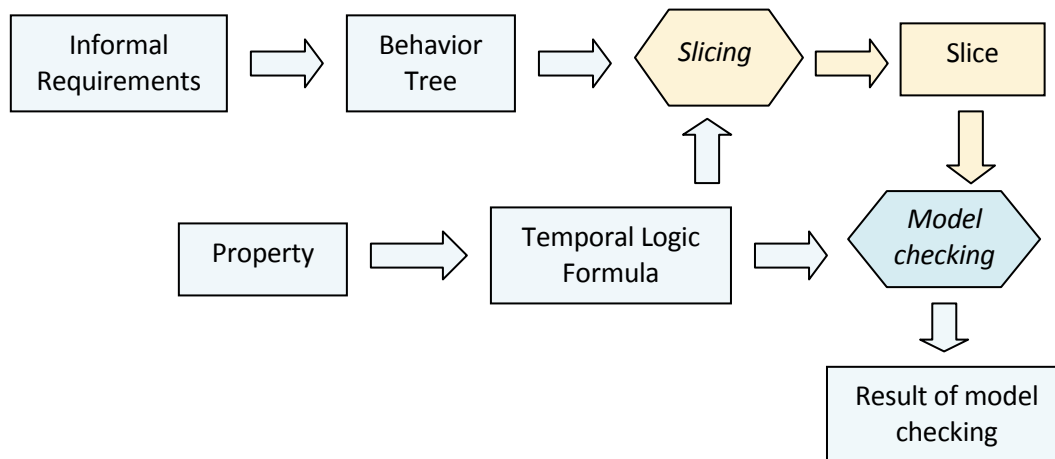 Informal
Requirements
Behavior
Tree
Slicing
Slice
Property
Temporal Logic
Formula
Model
checking
Result of model
checking